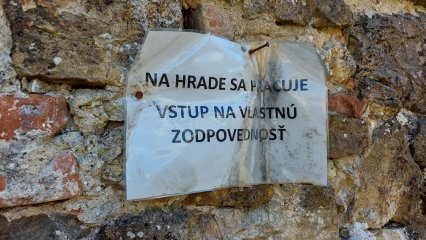 NA HRADE SA PRACUJE
VSTUP NA VLASTNÚ
ZODPOVEDNOSŤ